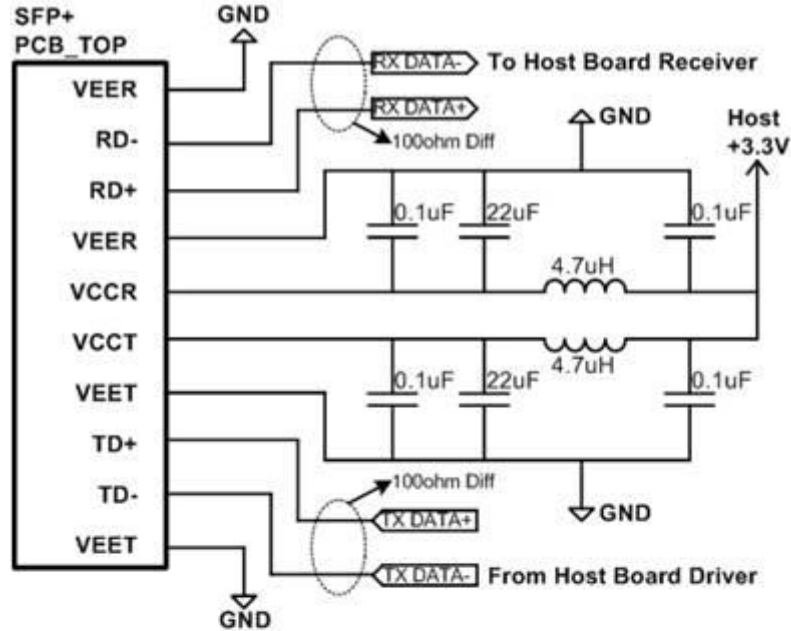 SFP+
PCB_TOP
GND
VEER
RD-
RD+
VEER
VCCR
VCCT
VEET
TD+
TD-
VEET
GND
RX DATA-
To Host Board Receiver
RX DATA+
100ohm Diff
GND
Host
+3.3V
0.1uF
22uF
0.1uF
4.7uH
4.7uH
0.1uF
22uF
0.1uF
100ohm Diff
TX DATA+
GND
TX DATA-
From Host Board Driver